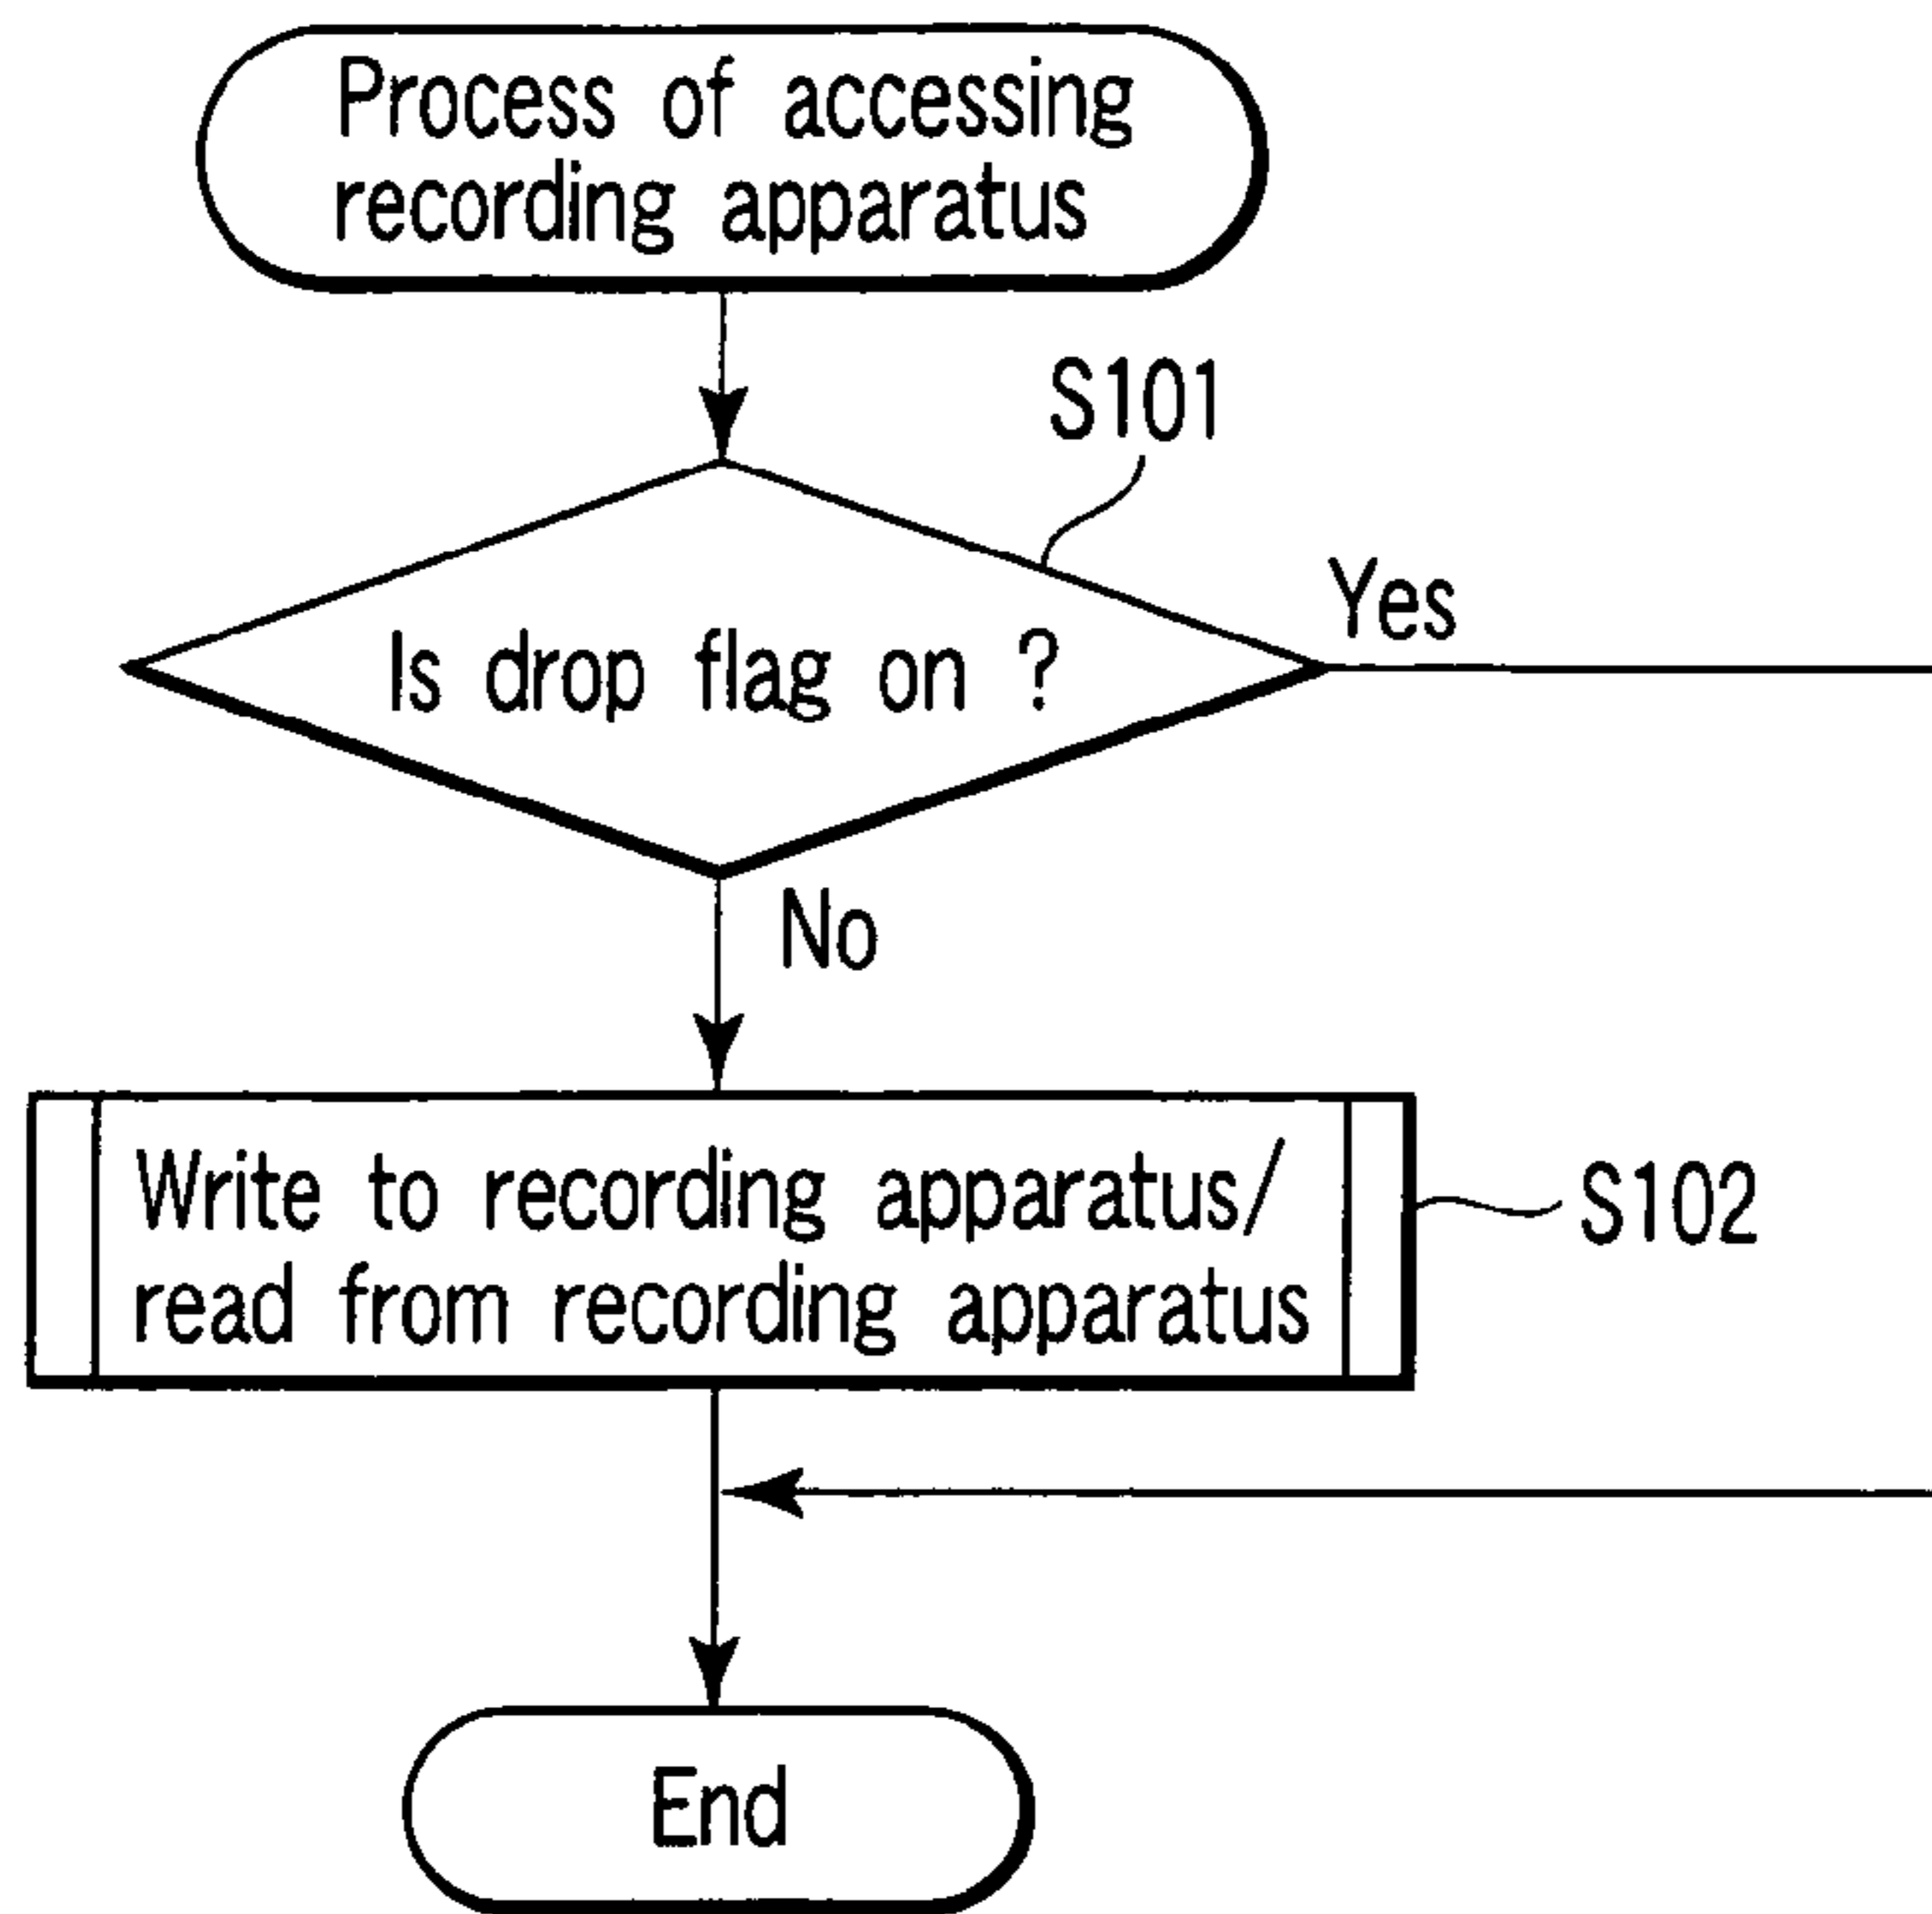 Process of accessing
recording apparatus
S101
Yes
Is drop flag on ?
No
Write to recording apparatus/
read from recording apparatus
S102
End